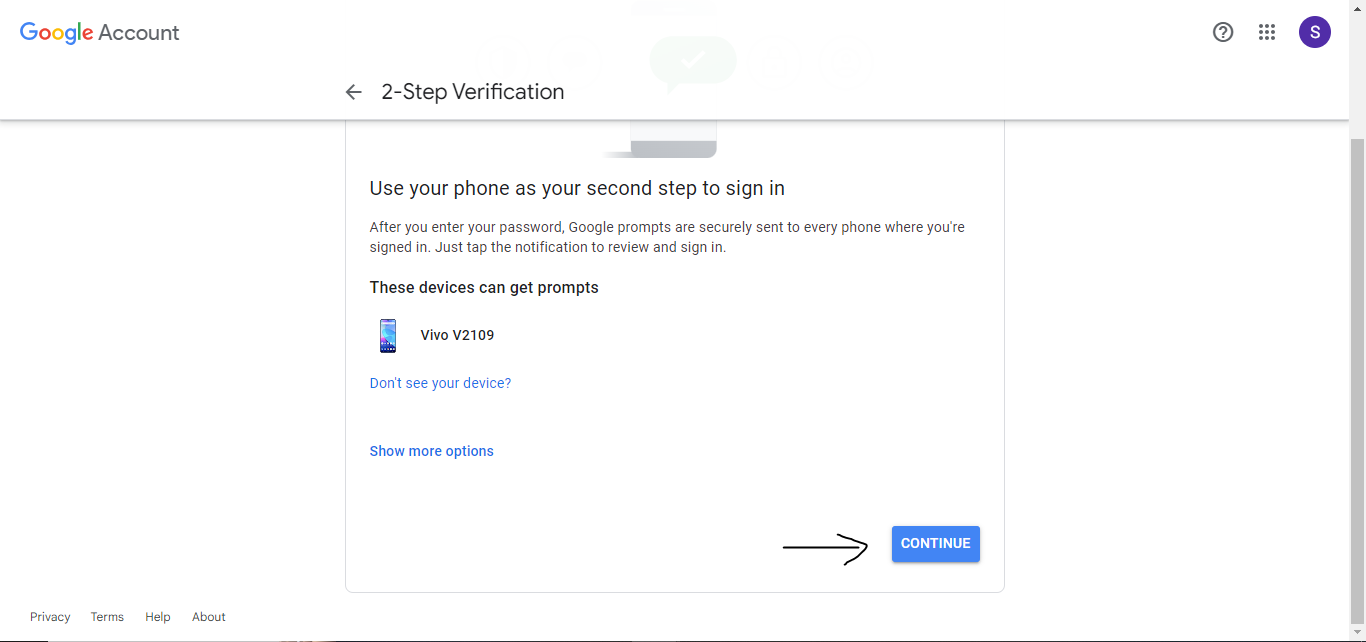 Google Account
S
2-Step Verification
Use your phone as your second step to sign in
After you enter your password, Google prompts are securely sent to every phone where you're
signed in. Just tap the notification to review and sign in.
These devices can get prompts
Vivo V2109
Don't see your device?
Show more options
CONTINUE
Privacy Terms Help About